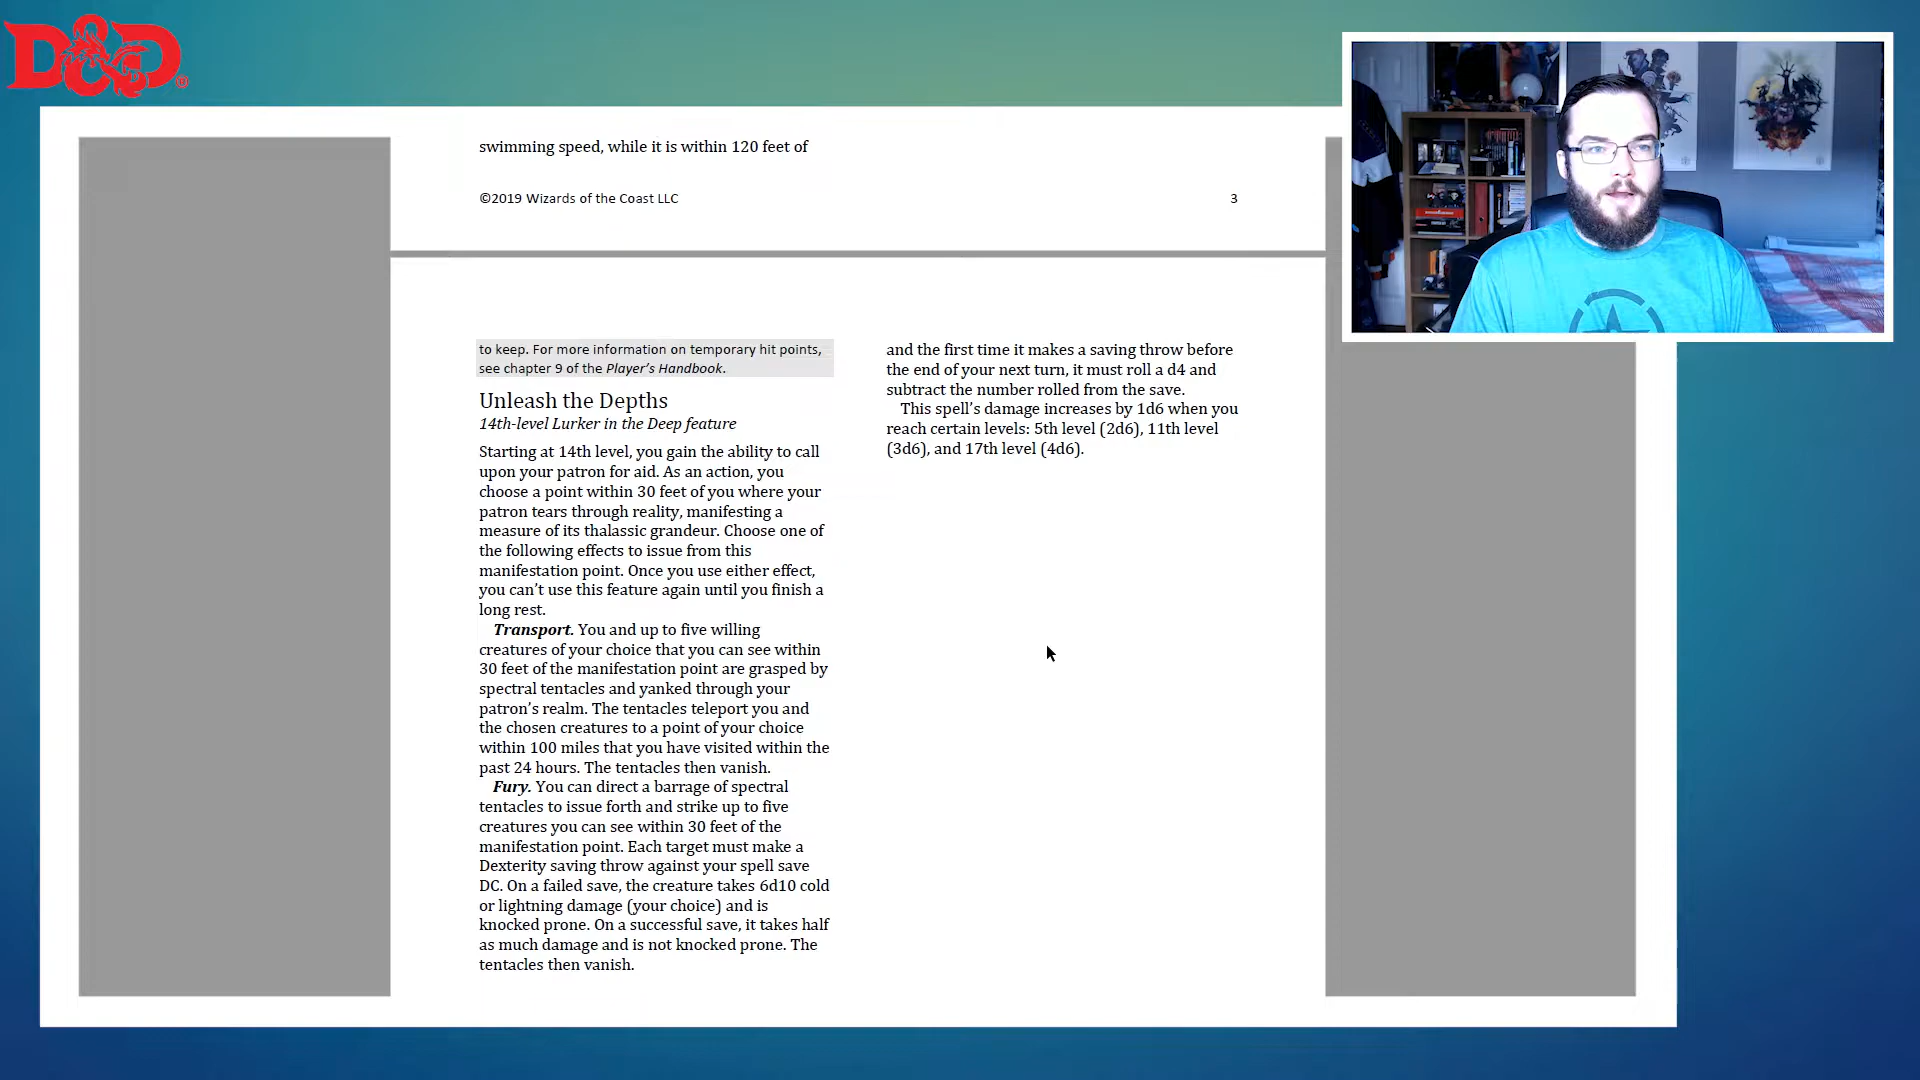 D&D
swimming speed, while it is within 120 feet of
©2019 Wizards of the Coast LLC
3
to keep. For more information on temporary hit points,
see chapter 9 of the Player's Handbook.
Unleash the Depths
14th-level Lurker in the Deep feature
Starting at 14th level, you gain the ability to call
upon your patron for aid. As an action, you
choose a point within 30 feet of you where your
patron tears through reality, manifesting a
measure of its thalassic grandeur. Choose one of
the following effects to issue from this
manifestation point. Once you use either effect,
you can't use this feature again until you finish a
long rest.
Transport. You and up to five willing
creatures of your choice that you can see within
30 feet of the manifestation point are grasped by
spectral tentacles and yanked through your
patron's realm. The tentacles teleport you and
the chosen creatures to a point of your choice
within 100 miles that you have visited within the
past 24 hours. The tentacles then vanish.
Fury. You can direct a barrage of spectral
tentacles to issue forth and strike up to five
creatures you can see within 30 feet of the
manifestation point. Each target must make a
Dexterity saving throw against your spell save
DC. On a failed save, the creature takes 6d10 cold
or lightning damage (your choice) and is
knocked prone. On a successful save, it takes half
as much damage and is not knocked prone. The
tentacles then vanish.
and the first time it makes a saving throw before
the end of your next turn, it must roll a d4 and
subtract the number rolled from the save.
This spell's damage increases by 1d6 when you
reach certain levels: 5th level (2d6), 11th level
(3d6), and 17th level (4d6).